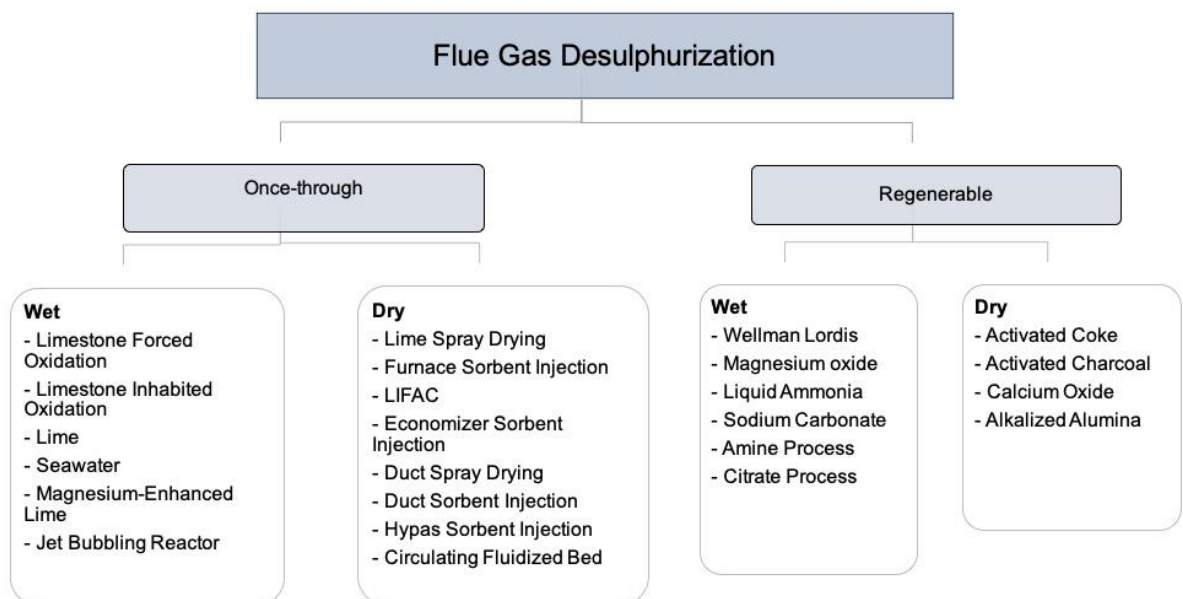 Flue Gas Desulphurization
Once-through
Regenerable
Wet
- Limestone Forced
Oxidation
- Limestone Inhabited
Oxidation
- Lime
- Seawater
- Magnesium-Enhanced
Lime
- Jet Bubbling Reactor
Dry
- Lime Spray Drying
- Furnace Sorbent Injection
- LIFAC
- Economizer Sorbent
Injection
- Duct Spray Drying
- Duct Sorbent Injection
- Hypas Sorbent Injection
- Circulating Fluidized Bed
Wet
- Wellman Lordis
- Magnesium oxide
- Liquid Ammonia
- Sodium Carbonate
- Amine Process
- Citrate Process
Dry
- Activated Coke
- Activated Charcoal
- Calcium Oxide
- Alkalized Alumina